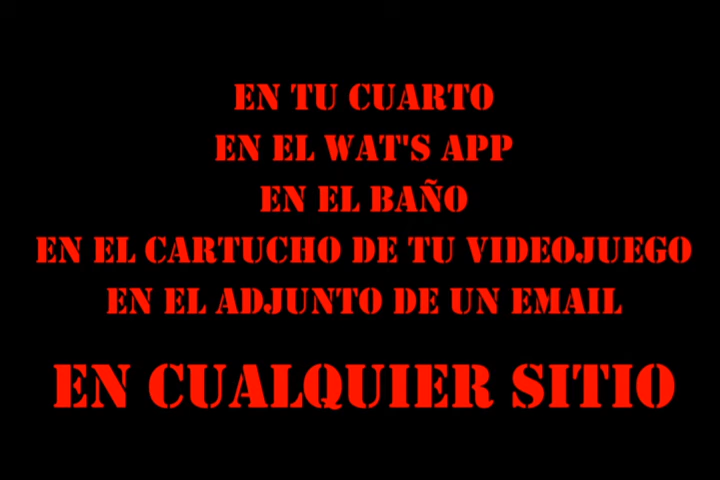 EN TU CUARTO
EN EL WAT'S APP
EN EL BAÑO
EN EL CARTUCHO DE TU VIDEOJUEGO
EN EL ADJUNTO DE UN EMAIL
EN CUALQUIER SITIO